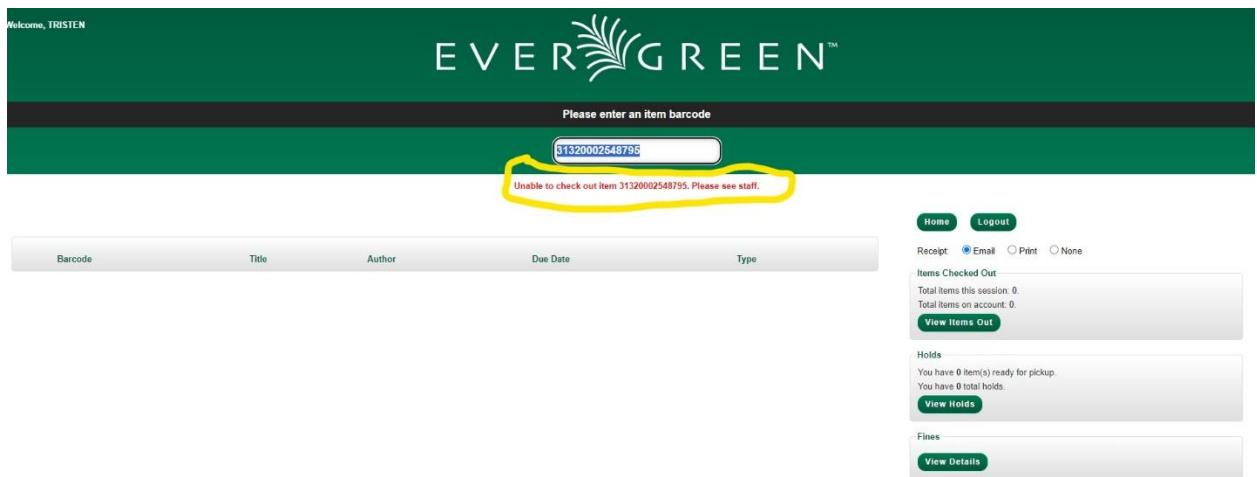 Welcome, TRISTEN
EVERGREEN™
Please enter an item barcode
31320002548795
Unable to check out item 31320002548795. Please see staff.
Home Logout
Receipt: Email Print None
Barcode Title Author Due Date Type
Items Checked Out
Total items this session: 0.
Total items on account: 0.
View Items Out
Holds
You have 0 item(s) ready for pickup.
You have 0 total holds.
View Holds
Fines
View Details